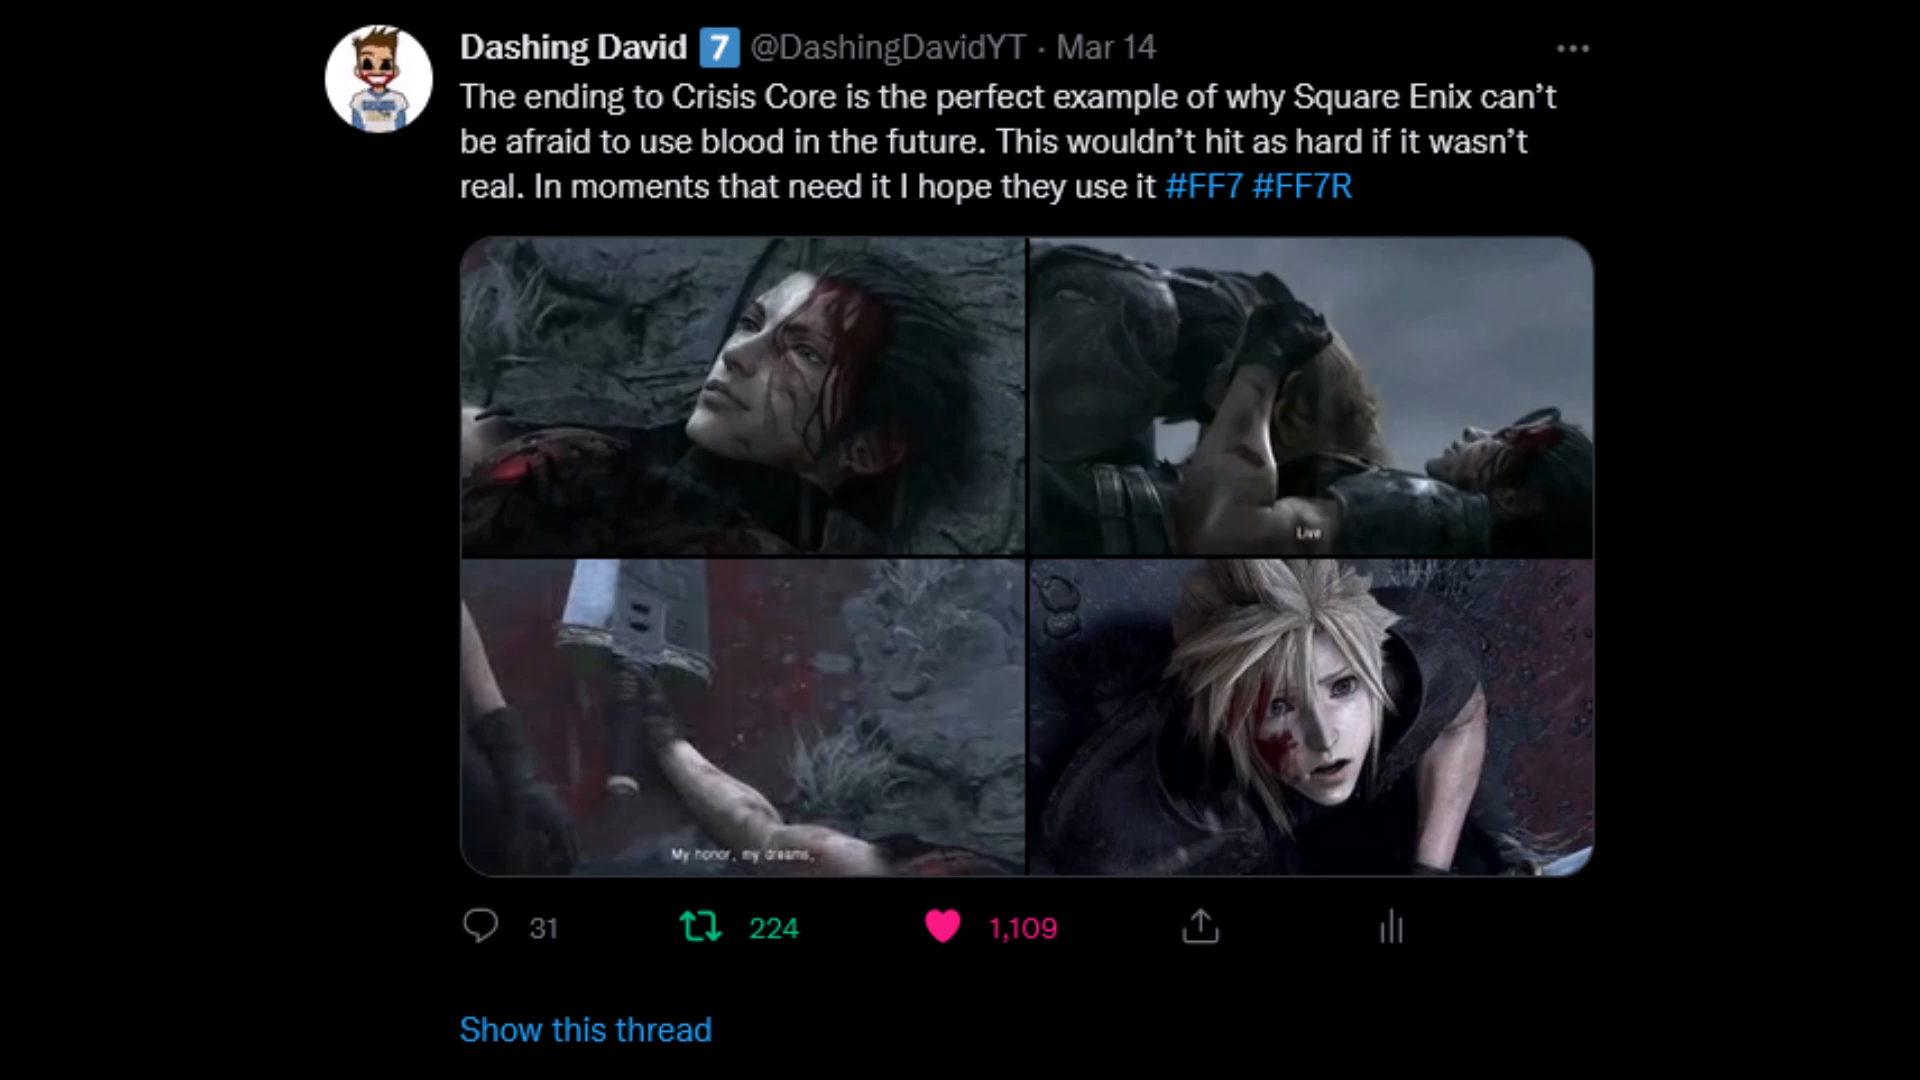 Dashing David 7 @DashingDavidYT · Mar 14
The ending to Crisis Core is the perfect example of why Square Enix can’t
be afraid to use blood in the future. This wouldn’t hit as hard if it wasn’t
real. In moments that need it I hope they use it #FF7 #FF7R
Live
My honor, my dreams,
31 224 1,109
Show this thread